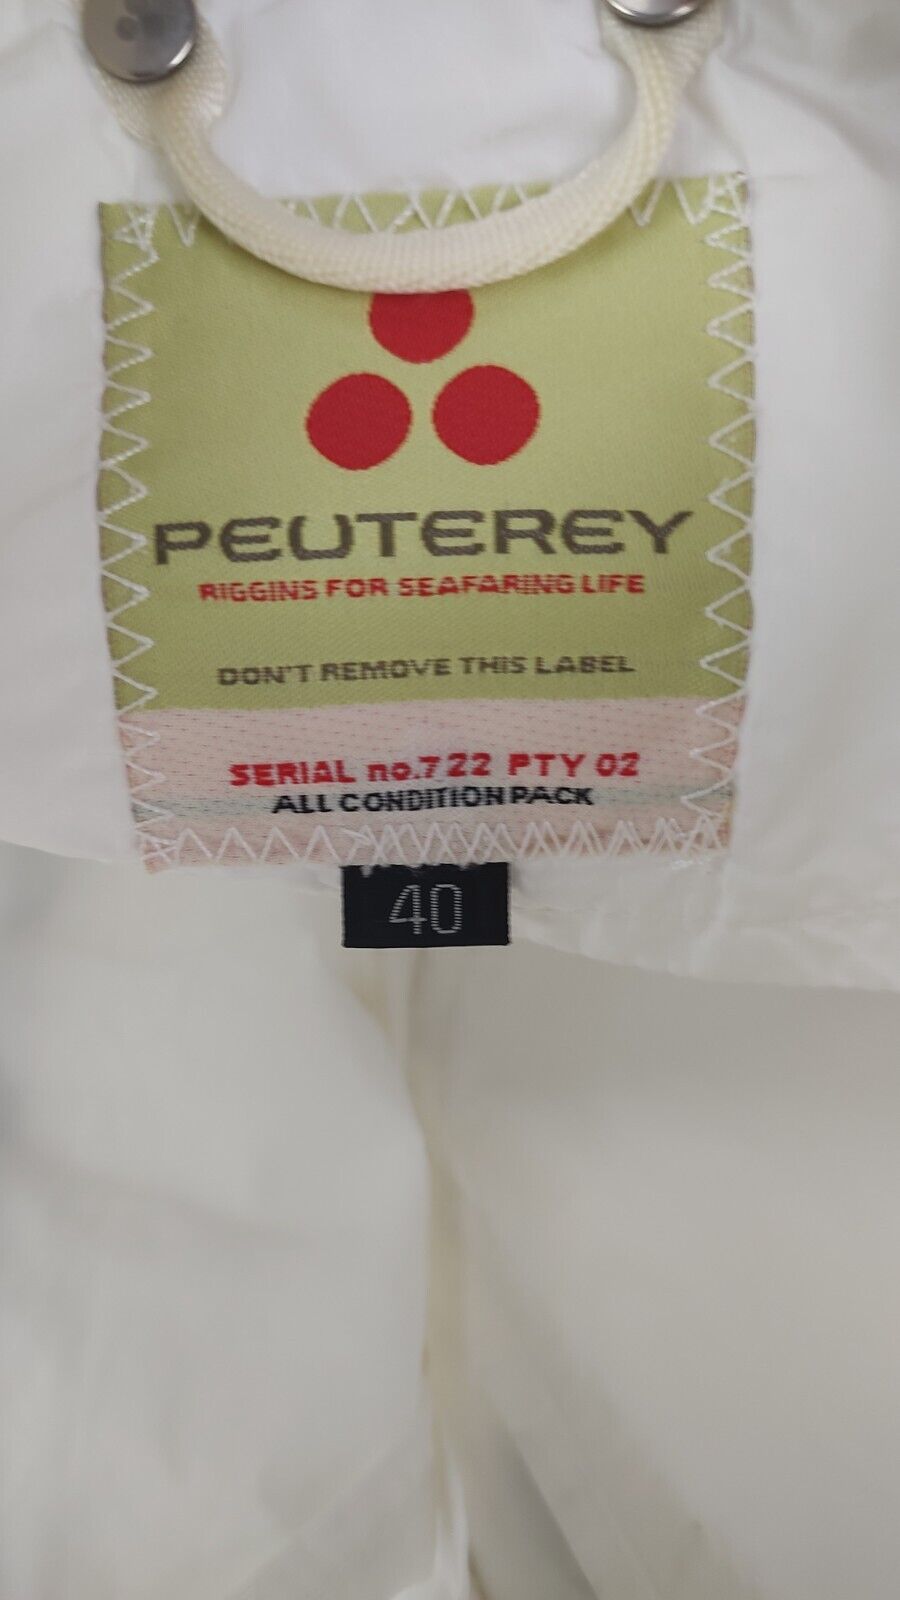 PEUTEREY
RIGGINS FOR SEAFARING LIFE
DON'T REMOVE THIS LABEL
SERIAL no.722 PTY 02
ALL CONDITION PACK
40